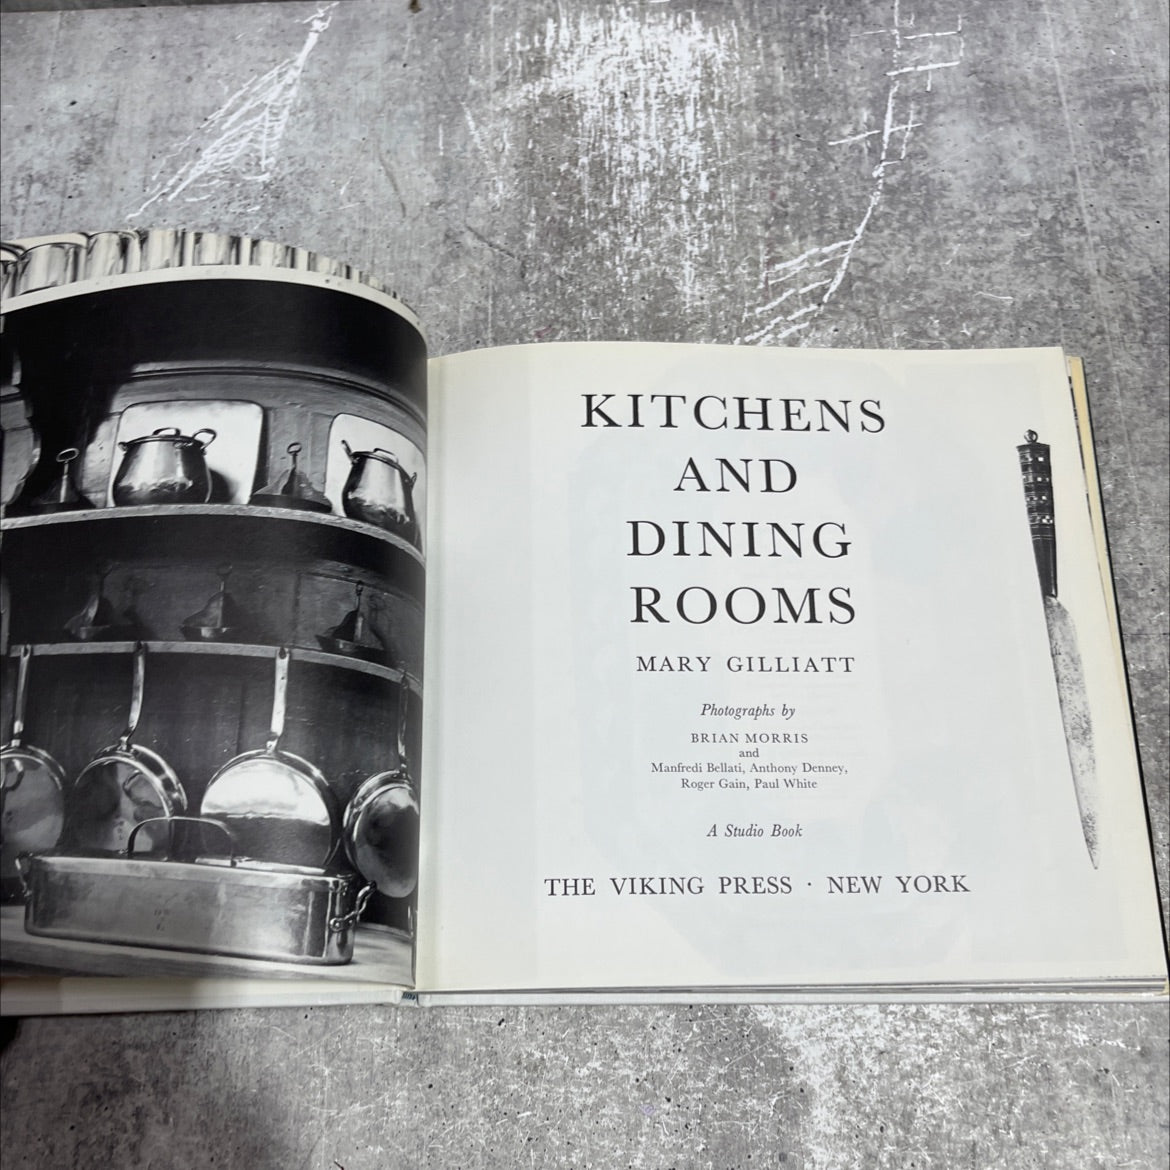 KITCHENS
AND
DINING
ROOMS
MARY GILLIATT
Photographs by
BRIAN MORRIS
and
Manfredi Bellati, Anthony Denney,
Roger Gain, Paul White
A Studio Book
THE VIKING PRESS · NEW YORK